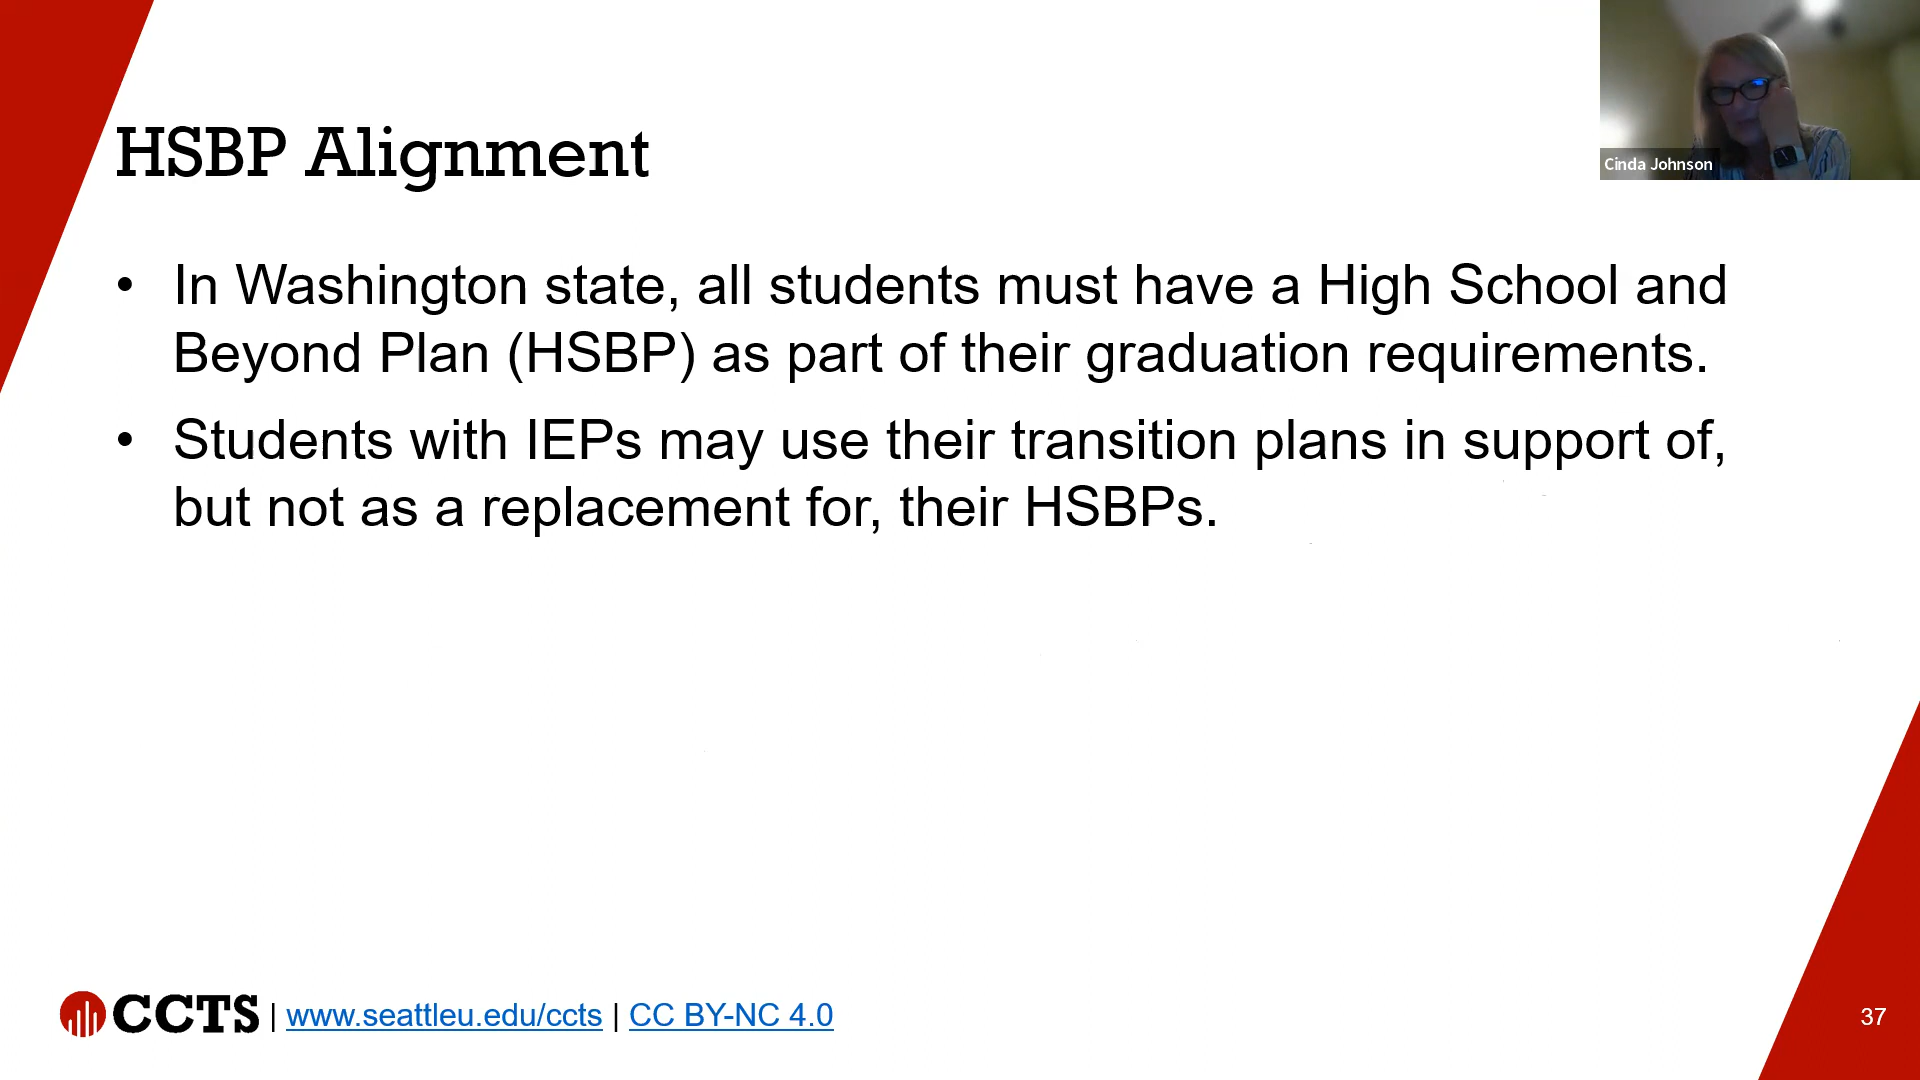 Cinda Johnson
HSBP Alignment
• In Washington state, all students must have a High School and
Beyond Plan (HSBP) as part of their graduation requirements.
• Students with IEPs may use their transition plans in support of,
but not as a replacement for, their HSBPs.
CCTS | www.seattleu.edu/ccts | CC BY-NC 4.0
37